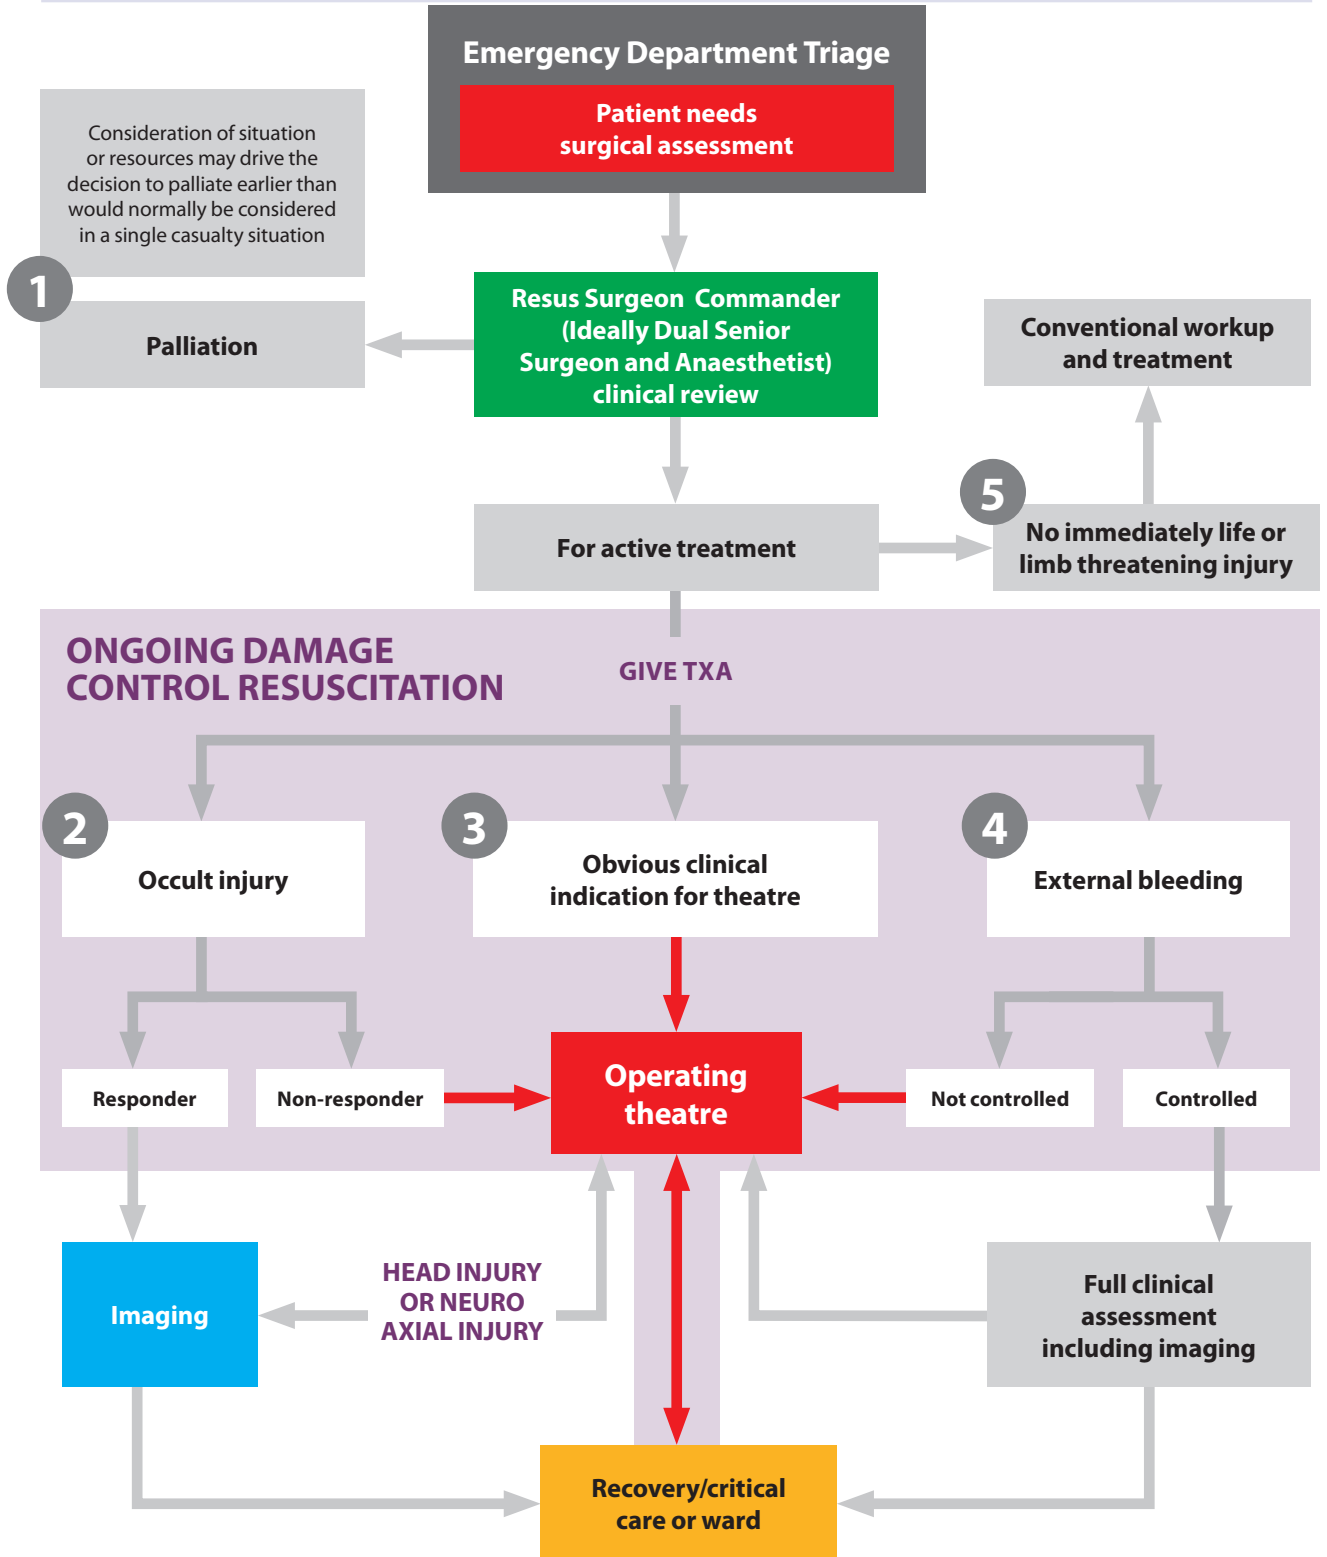 Emergency Department Triage
Patient needs
surgical assessment
Consideration of situation
or resources may drive the
decision to palliate earlier than
would normally be considered
in a single casualty situation
1
Palliation
Resus Surgeon Commander
(Ideally Dual Senior
Surgeon and Anaesthetist)
clinical review
Conventional workup
and treatment
For active treatment
5
No immediately life or
limb threatening injury
ONGOING DAMAGE
CONTROL RESUSCITATION
GIVE TXA
2
Occult injury
3
Obvious clinical
indication for theatre
4
External bleeding
Responder
Non-responder
Operating
theatre
Not controlled
Controlled
Imaging
HEAD INJURY
OR NEURO
AXIAL INJURY
Full clinical
assessment
including imaging
Recovery/critical
care or ward